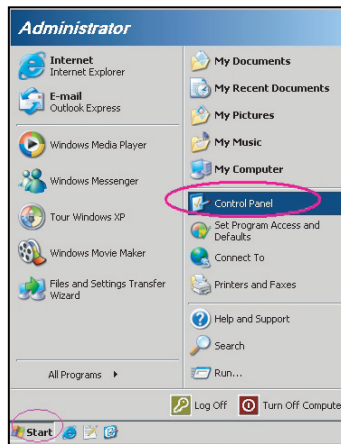 Administrator
Internet
Internet Explorer
E-mail
Outlook Express
Windows Media Player
Windows Messenger
Tour Windows XP
Windows Movie Maker
Files and Settings Transfer
Wizard
All Programs
My Documents
My Recent Documents
My Pictures
My Music
My Computer
Control Panel
Set Program Access and
Defaults
Connect To
Printers and Faxes
Help and Support
Search
Run...
Log Off
Turn Off Compute
Start